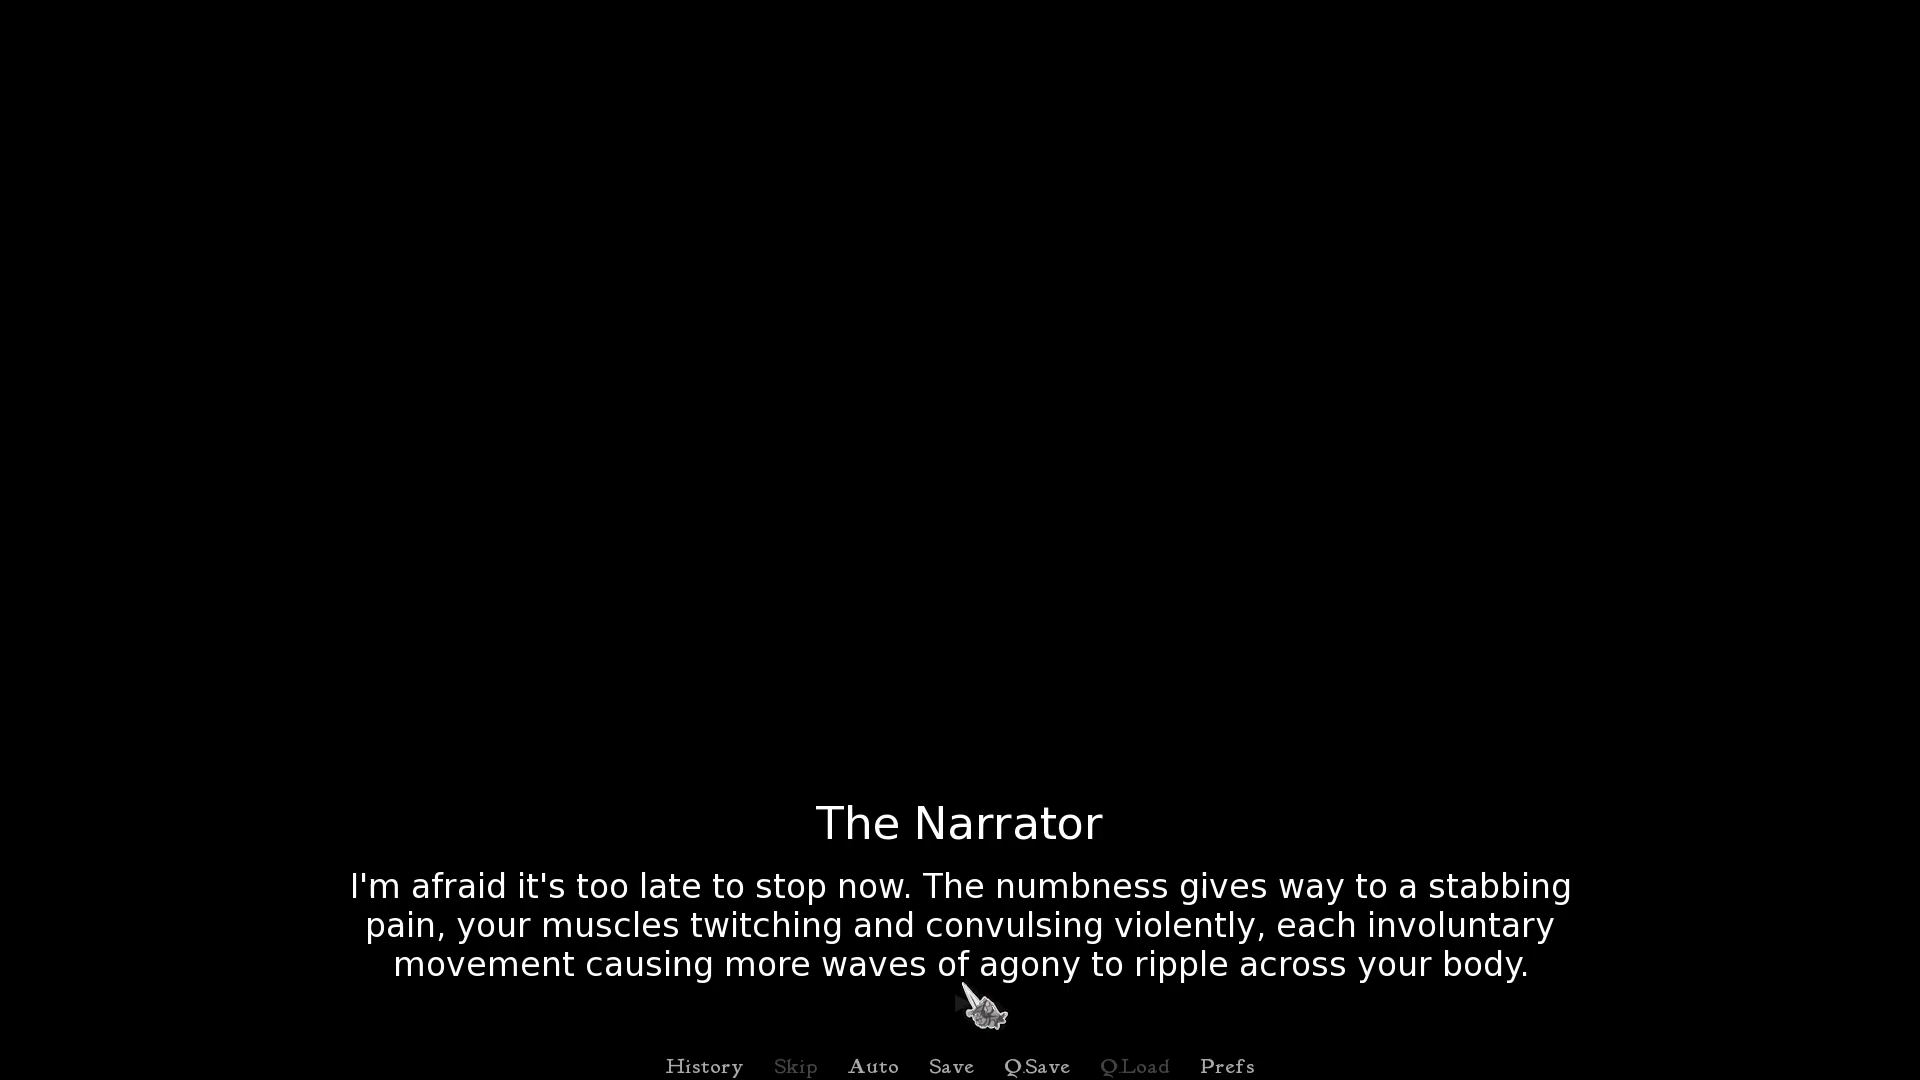 The Narrator
I'm afraid it's too late to stop now. The numbness gives way to a stabbing
pain, your muscles twitching and convulsing violently, each involuntary
movement causing more waves of agony to ripple across your body.
History Skip Auto Save Q.Save Q.Load Prefs